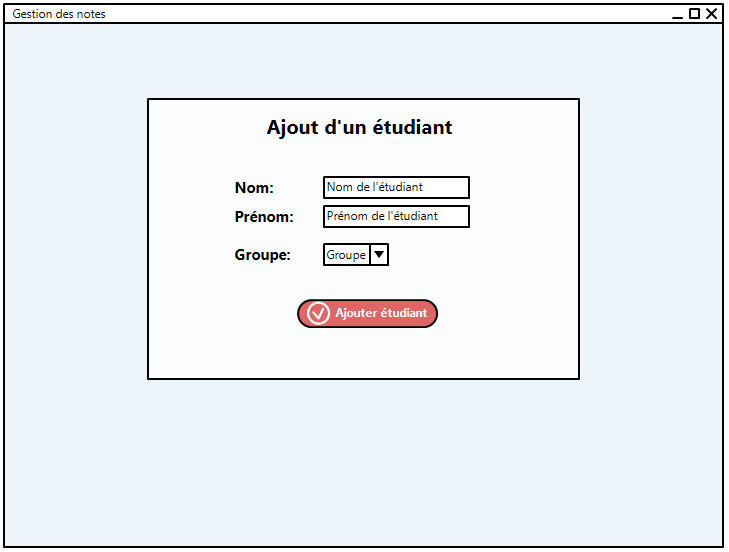 Gestion des notes
Ajout d'un étudiant
Nom: Nom de l'étudiant
Prénom: Prénom de l'étudiant
Groupe: Groupe
Ajouter étudiant